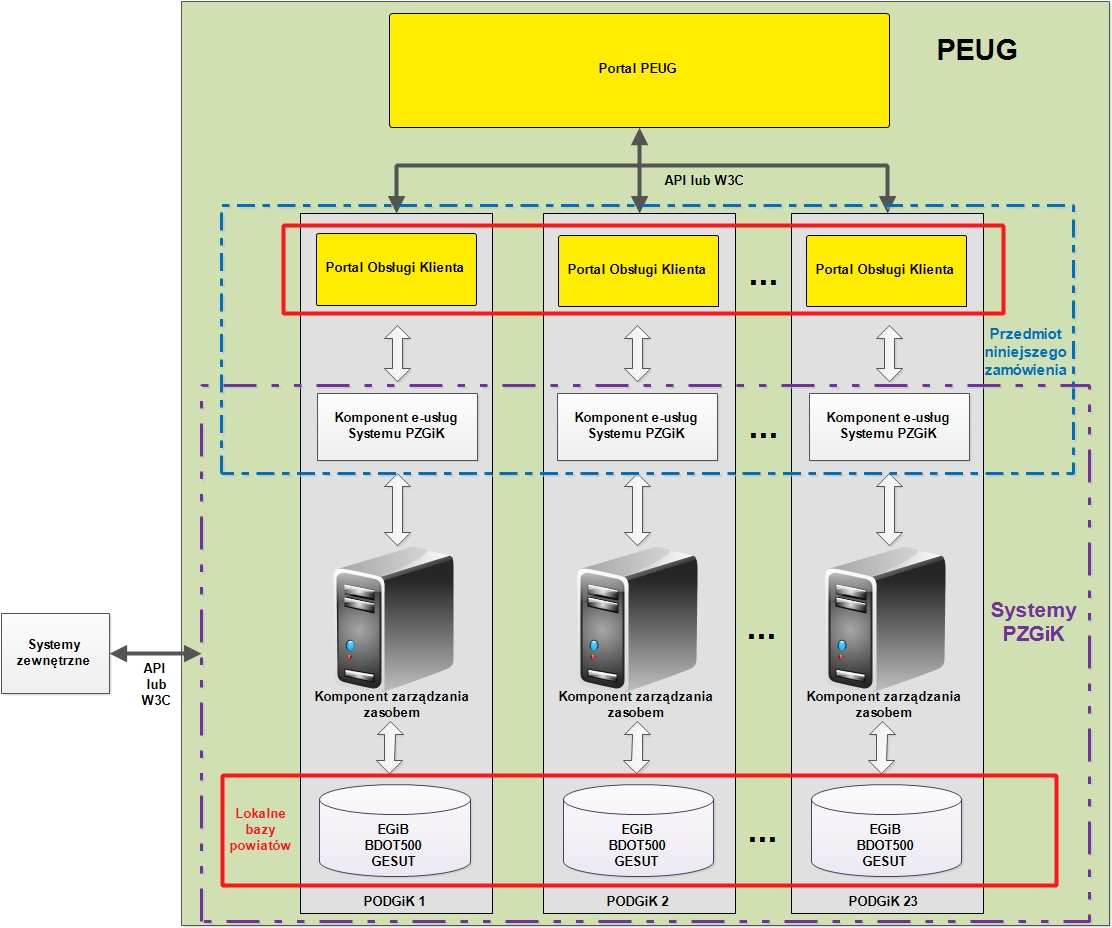 PEUG
Portal PEUG
API lub W3C
Portal Obsługi Klienta
Portal Obsługi Klienta
...
Portal Obsługi Klienta
Przedmiot
niniejszego
zamówienia
Komponent e-usług
Systemu PZGiK
Komponent e-usług
Systemu PZGiK
...
Komponent e-usług
Systemu PZGiK
Systemy
PZGiK
Systemy
zewnętrzne
API
lub
W3C
...
Komponent zarządzania
zasobem
Komponent zarządzania
zasobem
Komponent zarządzania
zasobem
Lokalne
bazy
powiatów
EGiB
BDOT500
GESUT
EGiB
BDOT500
GESUT
...
EGiB
BDOT500
GESUT
PODGiK 1
PODGiK 2
PODGiK 23